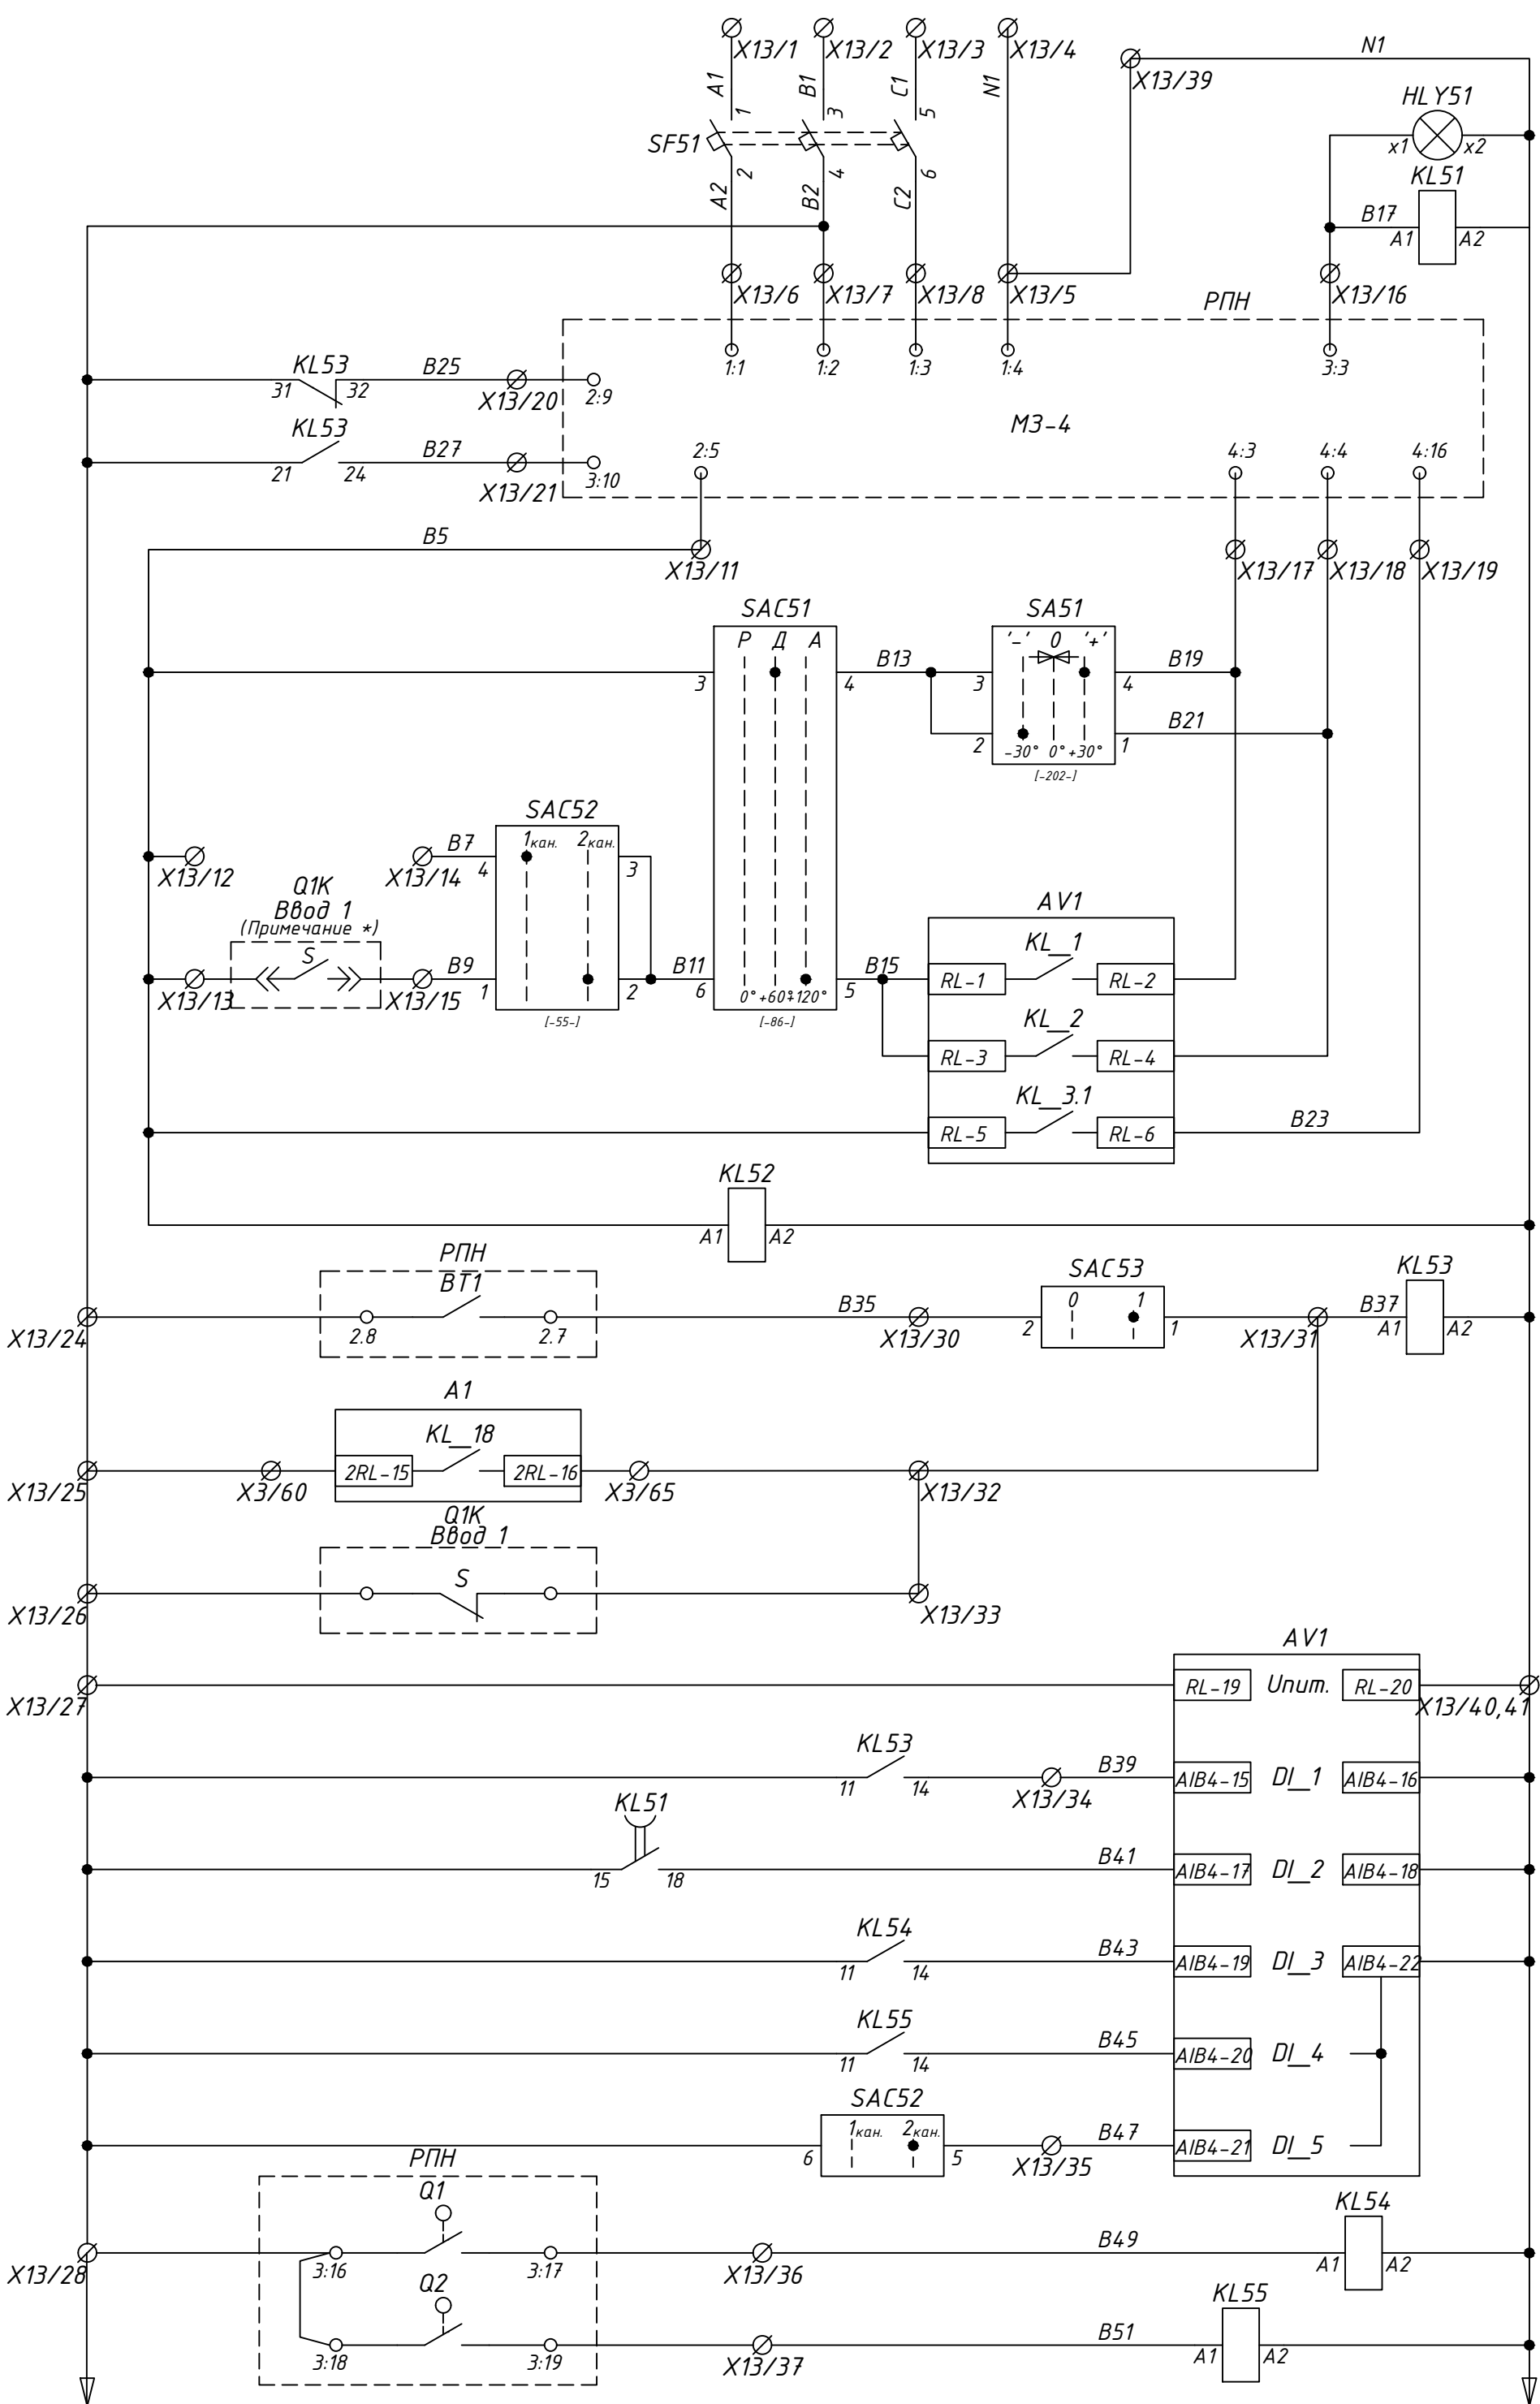 X13/1 X13/2 X13/3 X13/4
N1
X13/39
A1 B1 C1 N1
HLY51
1 3 5
SF51
x1 x2
2 4 6
A2 B2 C2
KL51
B17
A1 A2
X13/6 X13/7 X13/8 X13/5
РПН
X13/16
1:1 1:2 1:3 1:4 3:3
KL53
B25
31 32
X13/20
2:9
МЗ-4
KL53
B27
21 24
X13/21
3:10
2:5
4:3 4:4 4:16
B5
X13/11
X13/17 X13/18 X13/19
SAC51
SA51
Р Д А
'-' 0 '+'
B13
B19
3 4 3 4
B21
2 1
-30° 0° +30°
[-202-]
SAC52
1кан. 2кан.
B7
X13/12
X13/14
4 3
Q1K
Ввод 1
(Примечание *)
S
AV1
KL__1
B9
B11
B15
RL-1 RL-2
X13/13
X13/15
1 2 6 5
0° +60° +120°
[-55-]
[-86-]
KL__2
RL-3 RL-4
KL__3.1
RL-5 RL-6
B23
KL52
A1 A2
РПН
BT1
2.8 2.7
X13/24
B35
X13/30
SAC53
0 1
2 1
X13/31
B37
KL53
A1 A2
A1
KL__18
2RL-15 2RL-16
X13/25
X3/60
X3/65
X13/32
Q1K
Ввод 1
S
X13/26
X13/33
AV1
RL-19 Uпит. RL-20
X13/27
X13/40,41
KL53
11 14
X13/34
B39
AIB4-15 DI__1 AIB4-16
KL51
15 18
B41
AIB4-17 DI__2 AIB4-18
KL54
11 14
B43
AIB4-19 DI__3 AIB4-22
KL55
11 14
B45
AIB4-20 DI__4
SAC52
1кан. 2кан.
6 5
X13/35
B47
AIB4-21 DI__5
РПН
Q1
3:16 3:17
X13/28
X13/36
B49
KL54
A1 A2
Q2
3:18 3:19
X13/37
B51
KL55
A1 A2